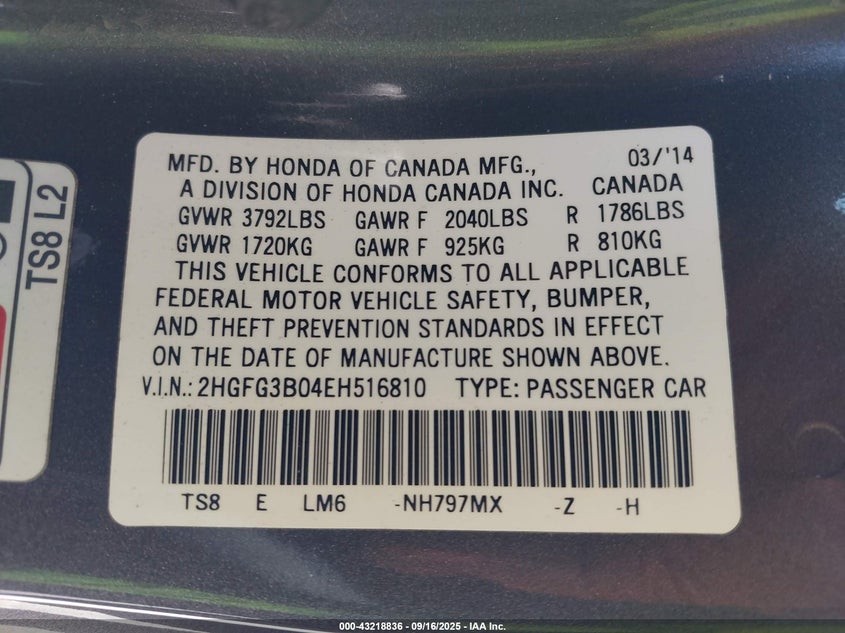 MFD. BY HONDA OF CANADA MFG., 03/'14
A DIVISION OF HONDA CANADA INC. CANADA
GVWR 3792LBS GAWR F 2040LBS R 1786LBS
GVWR 1720KG GAWR F 925KG R 810KG
THIS VEHICLE CONFORMS TO ALL APPLICABLE
FEDERAL MOTOR VEHICLE SAFETY, BUMPER,
AND THEFT PREVENTION STANDARDS IN EFFECT
ON THE DATE OF MANUFACTURE SHOWN ABOVE.
V.I.N.: 2HGFG3B04EH516810 TYPE: PASSENGER CAR
TS8 E LM6 -NH797MX -Z -H
TS8 L2
000-43218836 - 09/16/2025 - IAA Inc.